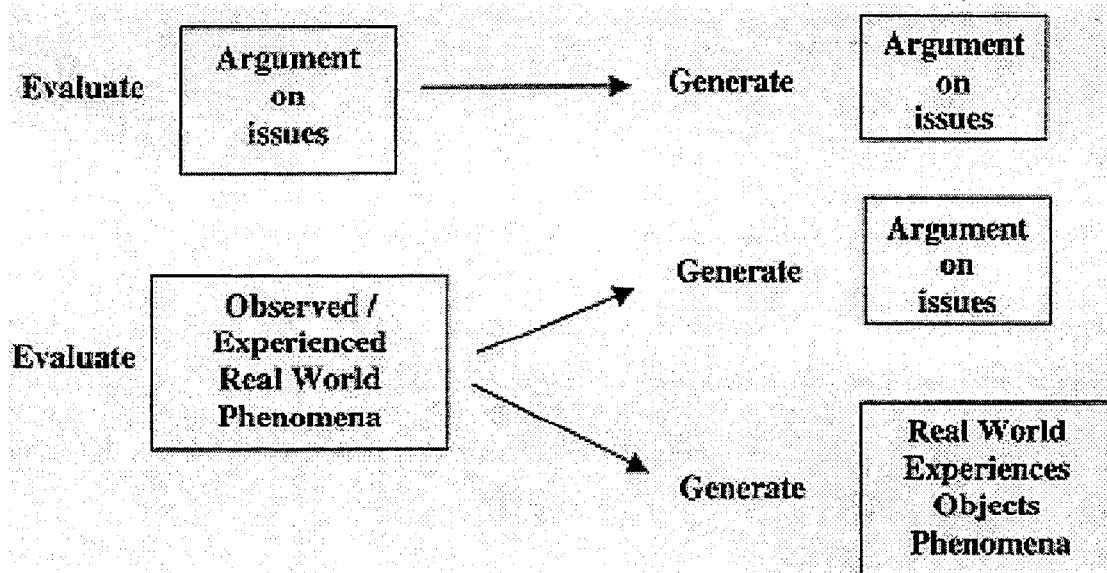 Evaluate
Argument
on
issues
Generate
Argument
on
issues
Evaluate
Observed /
Experienced
Real World
Phenomena
Generate
Argument
on
issues
Generate
Real World
Experiences
Objects
Phenomena